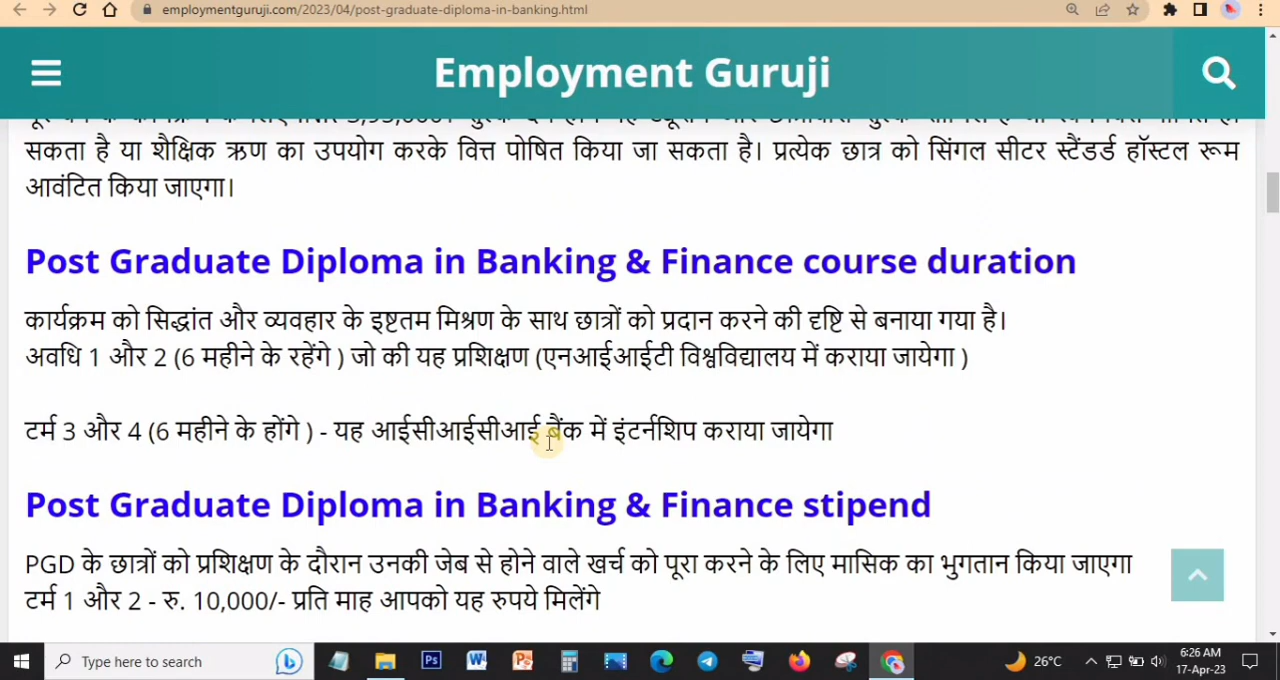 employmentguruji.com/2023/04/post-graduate-diploma-in-banking.html
Employment Guruji
सकता है या शैक्षिक ऋण का उपयोग करके वित्त पोषित किया जा सकता है। प्रत्येक छात्र को सिंगल सीटर स्टैंडर्ड हॉस्टल रूम
आवंटित किया जाएगा।
Post Graduate Diploma in Banking & Finance course duration
कार्यक्रम को सिद्धांत और व्यवहार के इष्टतम मिश्रण के साथ छात्रों को प्रदान करने की दृष्टि से बनाया गया है।
अवधि 1 और 2 (6 महीने के रहेंगे ) जो की यह प्रशिक्षण (एनआईआईटी विश्वविद्यालय में कराया जायेगा )
टर्म 3 और 4 (6 महीने के होंगे ) - यह आईसीआईसीआई बैंक में इंटर्नशिप कराया जायेगा
Post Graduate Diploma in Banking & Finance stipend
PGD के छात्रों को प्रशिक्षण के दौरान उनकी जेब से होने वाले खर्च को पूरा करने के लिए मासिक का भुगतान किया जाएगा
टर्म 1 और 2 - रु. 10,000/- प्रति माह आपको यह रुपये मिलेंगे
Type here to search
26°C
6:26 AM
17-Apr-23